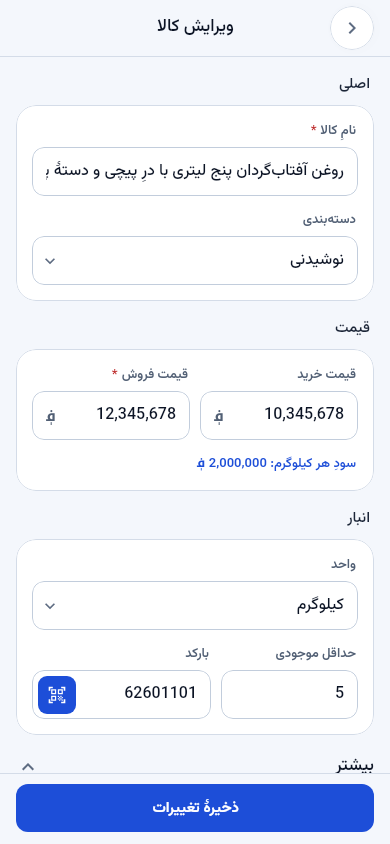 ویرایش کالا
اصلی
نامِ کالا *
روغن آفتاب‌گردان پنج لیتری با درِ پیچی و دستهٔ
دسته‌بندی
نوشیدنی
قیمت
قیمت خرید
قیمت فروش *
10,345,678 ؋
12,345,678 ؋
سودِ هر کیلوگرم: 2,000,000 ؋
انبار
واحد
کیلوگرم
حداقل موجودی
بارکد
5
62601101
بیشتر
ذخیرهٔ تغییرات